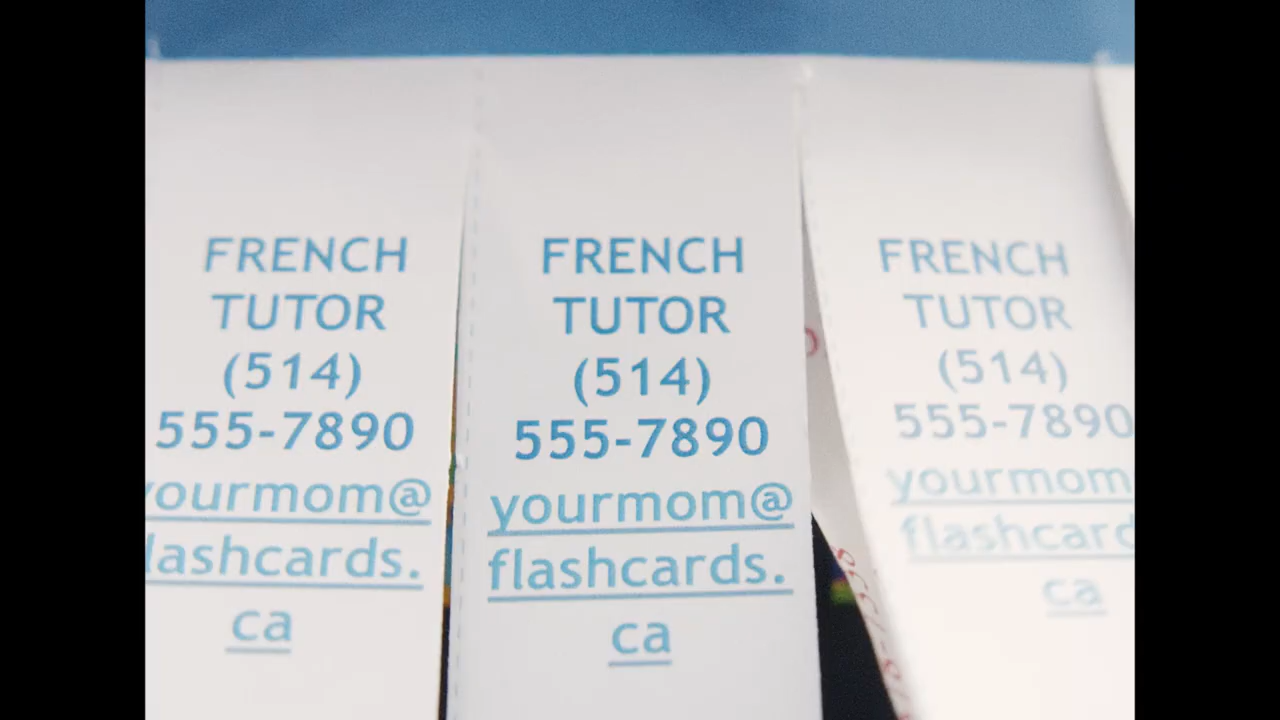 FRENCH
TUTOR
(514)
555-7890
yourmom@
flashcards.
ca
FRENCH
TUTOR
(514)
555-7890
yourmom@
flashcards.
ca
FRENCH
TUTOR
(514)
555-7890
yourmom
flashcard
ca